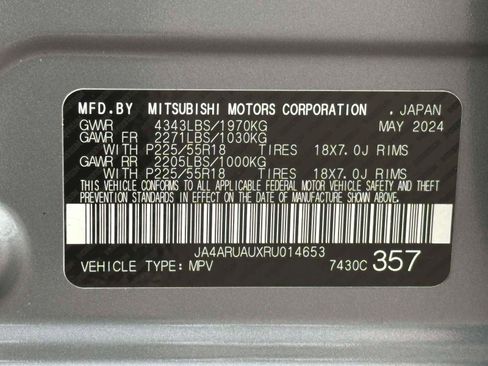 MFD.BY MITSUBISHI MOTORS CORPORATION . JAPAN
GVWR 4343LBS/1970KG MAY 2024
GAWR FR 2271LBS/1030KG
WITH P225/55R18 TIRES 18X7.0J RIMS
GAWR RR 2205LBS/1000KG
WITH P225/55R18 TIRES 18X7.0J RIMS
THIS VEHICLE CONFORMS TO ALL APPLICABLE FEDERAL MOTOR VEHICLE SAFETY AND
THEFT PREVENTION STANDARDS IN EFFECT ON THE DATE OF MANUFACTURE SHOWN ABOVE.
JA4ARUAUXRU014653
VEHICLE TYPE: MPV 7430C 357